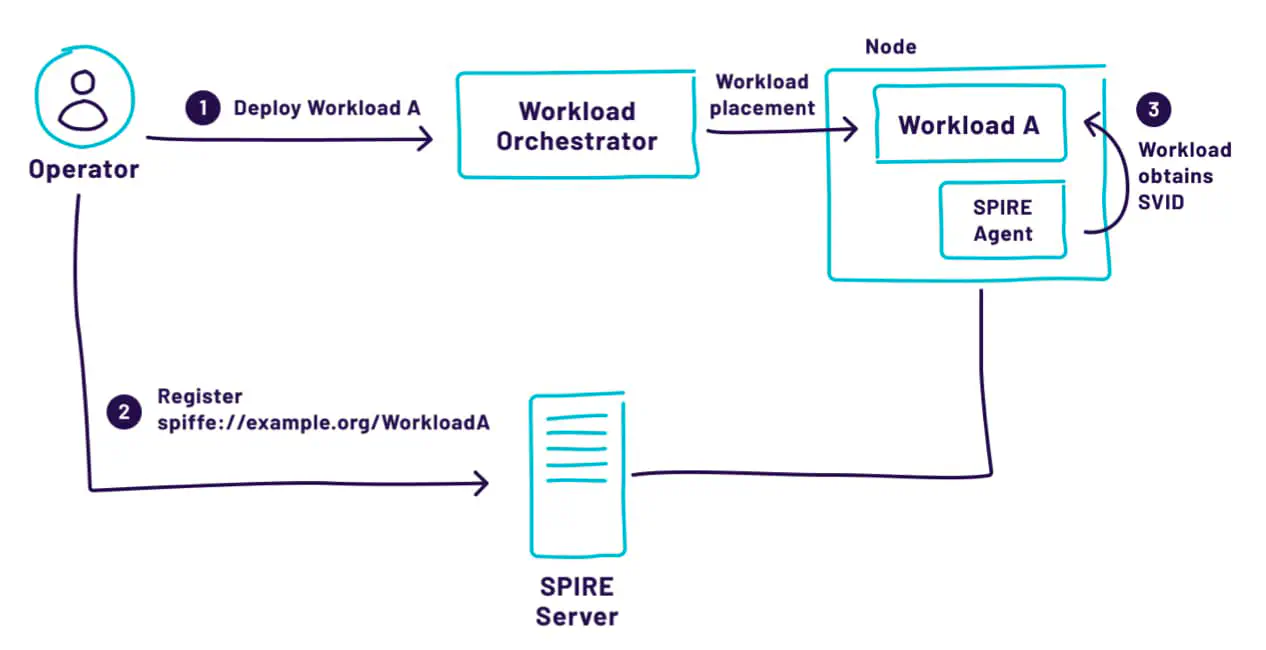 Node
1 Deploy Workload A
Operator
Workload
Orchestrator
Workload
placement
Workload A
SPIRE
Agent
3
Workload
obtains
SVID
2
Register
spiffe://example.org/WorkloadA
SPIRE
Server